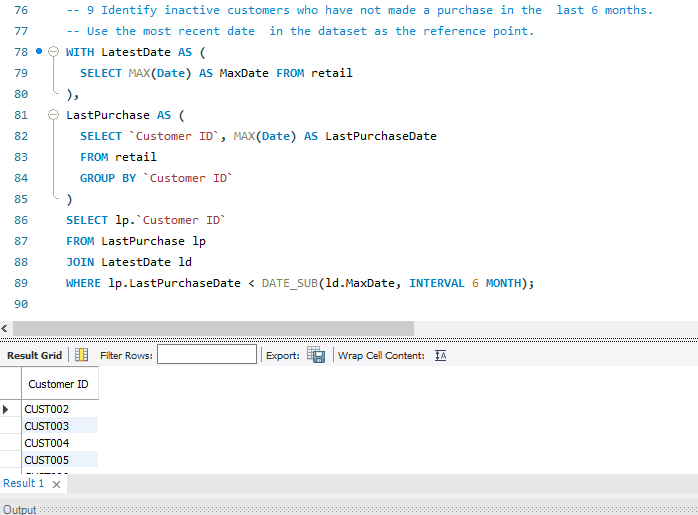 76 -- 9 Identify inactive customers who have not made a purchase in the  last 6 months.
77 -- Use the most recent date  in the dataset as the reference point.
78 WITH LatestDate AS (
79   SELECT MAX(Date) AS MaxDate FROM retail
80 ),
81 LastPurchase AS (
82   SELECT `Customer ID`, MAX(Date) AS LastPurchaseDate
83   FROM retail
84   GROUP BY `Customer ID`
85 )
86 SELECT lp.`Customer ID`
87 FROM LastPurchase lp
88 JOIN LatestDate ld
89 WHERE lp.LastPurchaseDate < DATE_SUB(ld.MaxDate, INTERVAL 6 MONTH);
90
Result Grid Filter Rows: Export: Wrap Cell Content:
Customer ID
CUST002
CUST003
CUST004
CUST005
Result 1
Output